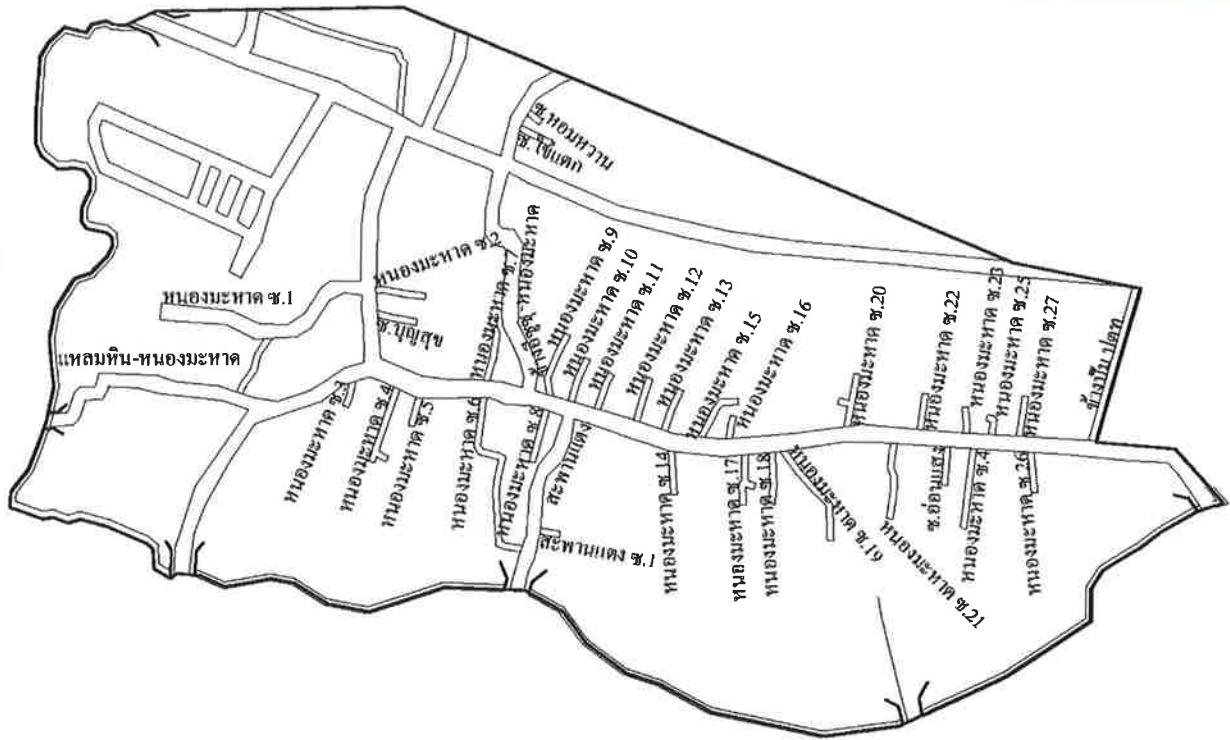 ซ.หอมหวาน
ซ.ไข่แตก
หนองมะหาด ซ.2
หนองมะหาด ซ.1
ซ.บุญสุข
แหลมหิน-หนองมะหาด
หนองมะหาด ซ.7
หนองมะหาด
หนองมะหาด ซ.9
หนองมะหาด ซ.10
หนองมะหาด ซ.11
หนองมะหาด ซ.12
หนองมะหาด ซ.13
หนองมะหาด ซ.15
หนองมะหาด ซ.16
หนองมะหาด ซ.20
หนองมะหาด ซ.22
หนองมะหาด ซ.23
หนองมะหาด ซ.25
หนองมะหาด ซ.27
ข้างปั๊ม ปตท.
หนองมะหาด ซ.3
หนองมะหาด ซ.4
หนองมะหาด ซ.5
หนองมะหาด ซ.6
หนองมะหาด ซ.8
สะพานแดง
สะพานแดง ซ.1
หนองมะหาด ซ.14
หนองมะหาด ซ.17
หนองมะหาด ซ.18
หนองมะหาด ซ.19
หนองมะหาด ซ.21
ซ.อ่อนแสง
หนองมะหาด ซ.4
หนองมะหาด ซ.26